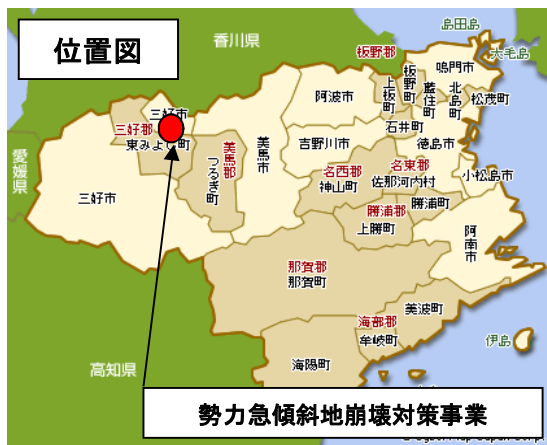 位置図
香川県
島田島
大毛島
板野郡
鳴門市
板野町
上板町
藍住町
北島町
松茂町
阿波市
石井町
徳島市
三好市
三好郡
東みよし町
美馬郡
つるぎ町
美馬市
吉野川市
名西郡
神山町
名東郡
佐那河内村
小松島市
愛媛県
三好市
勝浦郡
勝浦町
上勝町
阿南市
那賀郡
那賀町
美波町
海部郡
牟岐町
伊島
海陽町
高知県
勢力急傾斜地崩壊対策事業